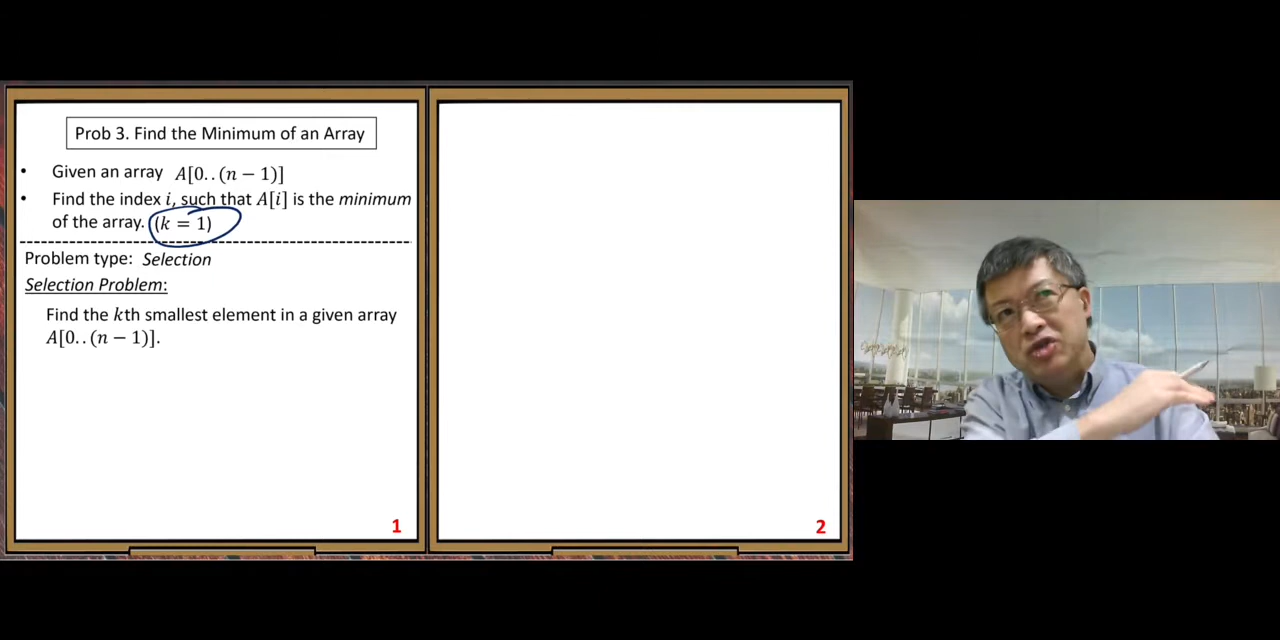 Prob 3. Find the Minimum of an Array
• Given an array A[0..(n − 1)]
• Find the index i, such that A[i] is the minimum
of the array. (k = 1)
Problem type: Selection
Selection Problem:
Find the kth smallest element in a given array
A[0..(n − 1)].
1
2